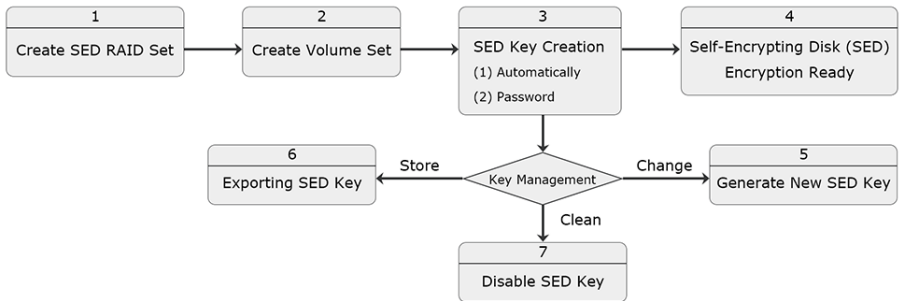 1
Create SED RAID Set
2
Create Volume Set
3
SED Key Creation
(1) Automatically
(2) Password
4
Self-Encrypting Disk (SED)
Encryption Ready
6
Exporting SED Key
Store
Key Management
Change
5
Generate New SED Key
Clean
7
Disable SED Key